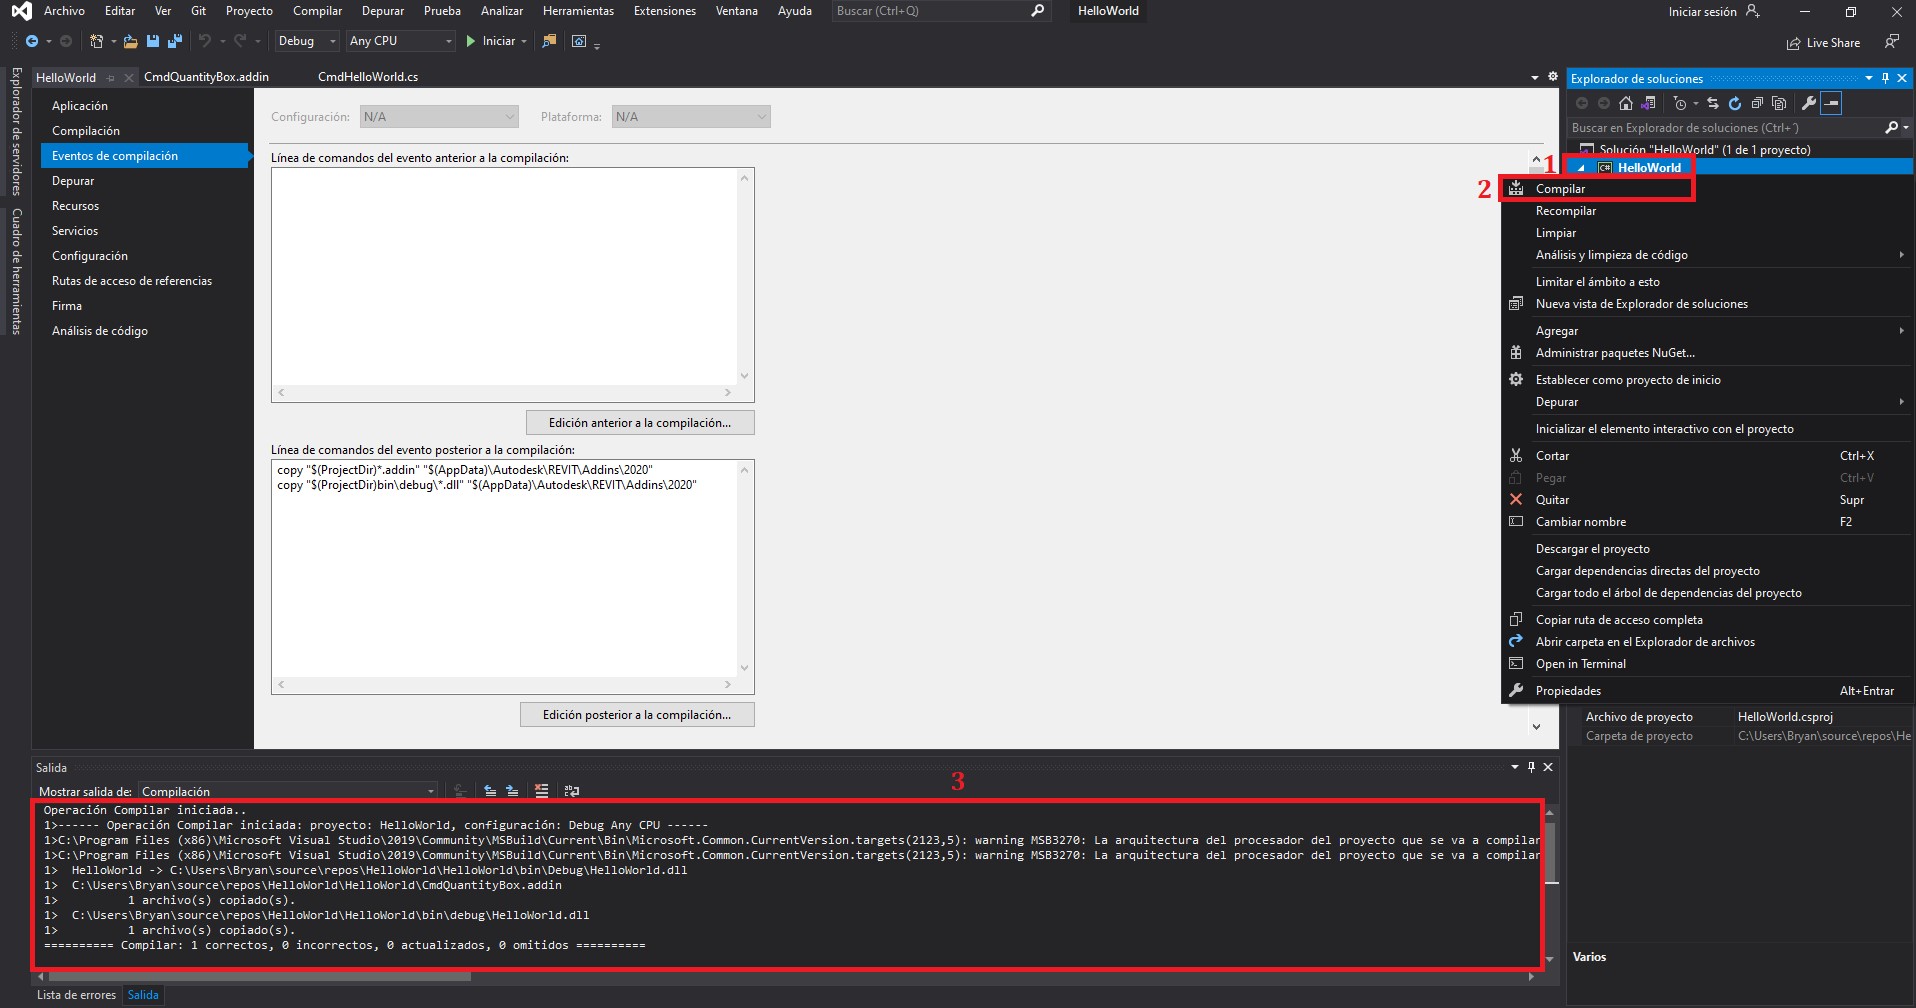 Archivo Editar Ver Git Proyecto Compilar Depurar Prueba Analizar Herramientas Extensiones Ventana Ayuda Buscar (Ctrl+Q) HelloWorld Iniciar sesión
Debug Any CPU Iniciar Live Share
HelloWorld CmdQuantityBox.addin CmdHelloWorld.cs
Explorador de servidores
Cuadro de herramientas
Aplicación
Compilación
Eventos de compilación
Depurar
Recursos
Servicios
Configuración
Rutas de acceso de referencias
Firma
Análisis de código
Configuración: N/A Plataforma: N/A
Línea de comandos del evento anterior a la compilación:
Edición anterior a la compilación...
Línea de comandos del evento posterior a la compilación:
copy "$(ProjectDir)*.addin" "$(AppData)\Autodesk\REVIT\Addins\2020"
copy "$(ProjectDir)bin\debug\*.dll" "$(AppData)\Autodesk\REVIT\Addins\2020"
Edición posterior a la compilación...
Explorador de soluciones
Buscar en Explorador de soluciones (Ctrl+´)
Solución "HelloWorld" (1 de 1 proyecto)
1 C# HelloWorld
2 Compilar
Recompilar
Limpiar
Análisis y limpieza de código
Limitar el ámbito a esto
Nueva vista de Explorador de soluciones
Agregar
Administrar paquetes NuGet...
Establecer como proyecto de inicio
Depurar
Inicializar el elemento interactivo con el proyecto
Cortar Ctrl+X
Pegar Ctrl+V
Quitar Supr
Cambiar nombre F2
Descargar el proyecto
Cargar dependencias directas del proyecto
Cargar todo el árbol de dependencias del proyecto
Copiar ruta de acceso completa
Abrir carpeta en el Explorador de archivos
Open in Terminal
Propiedades Alt+Entrar
Archivo de proyecto HelloWorld.csproj
Carpeta de proyecto C:\Users\Bryan\source\repos\He
Varios
Salida
Mostrar salida de: Compilación
3
Operación Compilar iniciada..
1>------ Operación Compilar iniciada: proyecto: HelloWorld, configuración: Debug Any CPU ------
1>C:\Program Files (x86)\Microsoft Visual Studio\2019\Community\MSBuild\Current\Bin\Microsoft.Common.CurrentVersion.targets(2123,5): warning MSB3270: La arquitectura del procesador del proyecto que se va a compilar
1>C:\Program Files (x86)\Microsoft Visual Studio\2019\Community\MSBuild\Current\Bin\Microsoft.Common.CurrentVersion.targets(2123,5): warning MSB3270: La arquitectura del procesador del proyecto que se va a compilar
1>  HelloWorld -> C:\Users\Bryan\source\repos\HelloWorld\HelloWorld\bin\Debug\HelloWorld.dll
1>  C:\Users\Bryan\source\repos\HelloWorld\HelloWorld\CmdQuantityBox.addin
1>         1 archivo(s) copiado(s).
1>  C:\Users\Bryan\source\repos\HelloWorld\HelloWorld\bin\debug\HelloWorld.dll
1>         1 archivo(s) copiado(s).
========== Compilar: 1 correctos, 0 incorrectos, 0 actualizados, 0 omitidos ==========
Lista de errores Salida